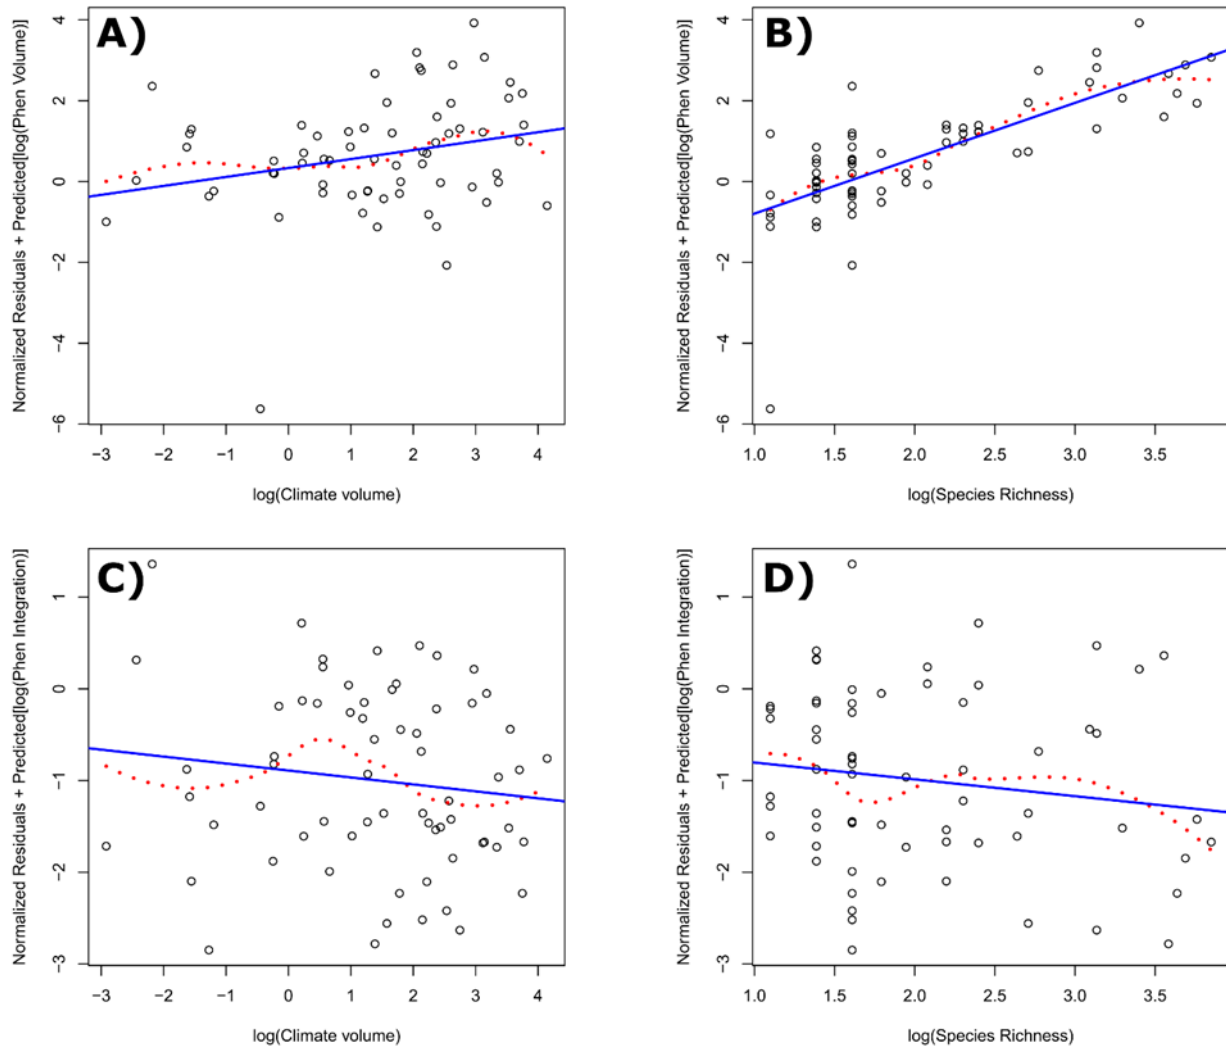 A)
Normalized Residuals + Predicted[log(Phen Volume)]
4
2
0
−2
−4
−6
−3 −2 −1 0 1 2 3 4
log(Climate volume)
B)
Normalized Residuals + Predicted[log(Phen Volume)]
4
2
0
−2
−4
−6
1.0 1.5 2.0 2.5 3.0 3.5
log(Species Richness)
C)
Normalized Residuals + Predicted[log(Phen Integration)]
1
0
−1
−2
−3
−3 −2 −1 0 1 2 3 4
log(Climate volume)
D)
Normalized Residuals + Predicted[log(Phen Integration)]
1
0
−1
−2
−3
1.0 1.5 2.0 2.5 3.0 3.5
log(Species Richness)